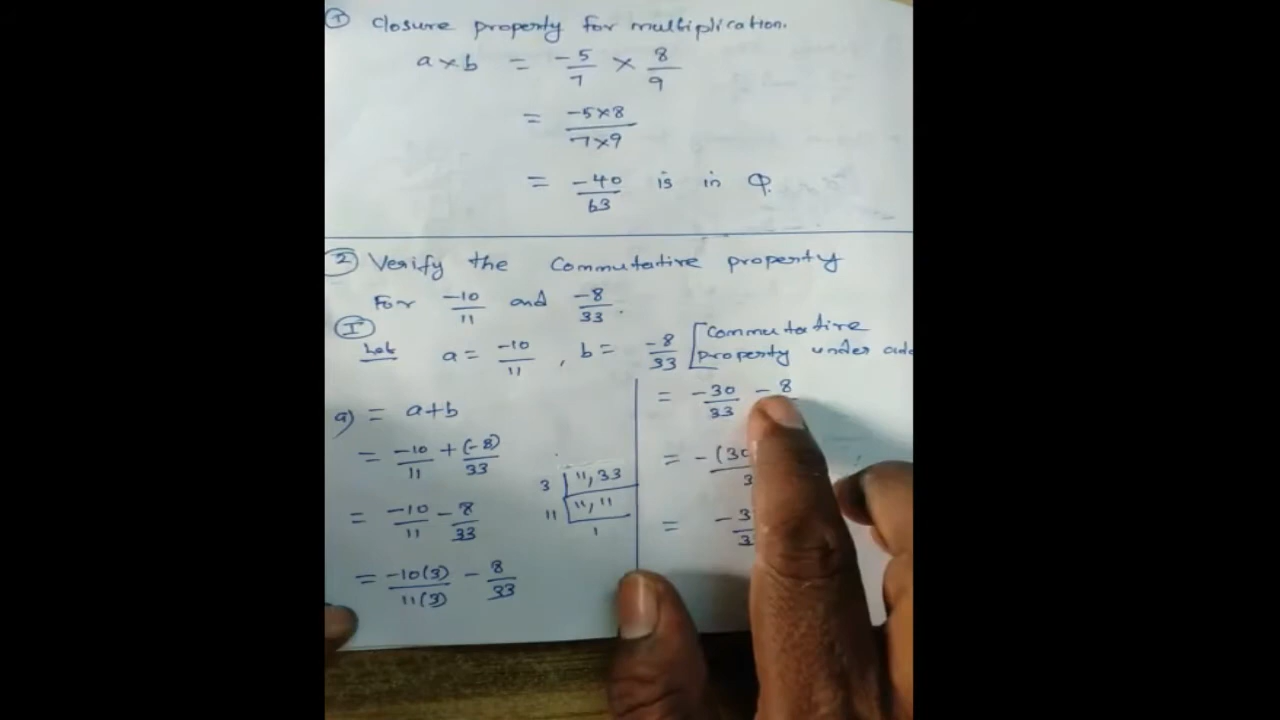 ① Closure property for multiplication.
a×b = -5/7 × 8/9
= -5×8/7×9
= -40/63 is in Q.
② Verify the Commutative property
For -10/11 and -8/33.
Ⅰ
Let a = -10/11, b = -8/33 [Commutative
property under
a) = a+b
= -10/11 + (-8)/33
= -10/11 - 8/33
= -10(3)/11(3) - 8/33
3 | 11, 33
11 | 11, 11
1
= -30/33 - 8
= -(30
= -3